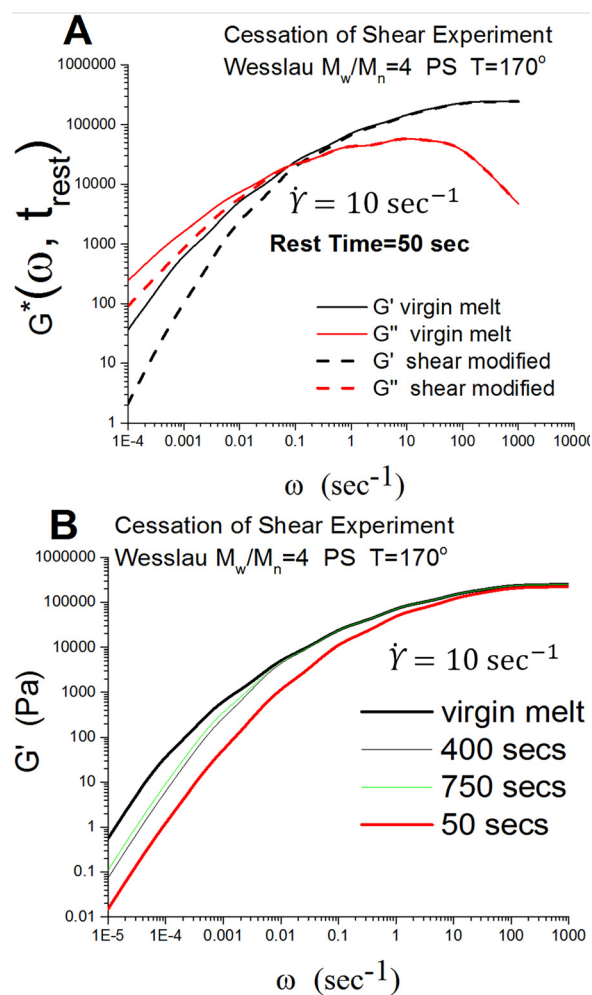 A
Cessation of Shear Experiment
Wesslau Mw/Mn=4 PS T=170°
1000000
100000
10000
1000
100
10
1
G*(ω, trest)
γ̇ = 10 sec⁻¹
Rest Time=50 sec
G' virgin melt
G'' virgin melt
G' shear modified
G'' shear modified
1E-4 0.001 0.01 0.1 1 10 100 1000 10000
ω (sec⁻¹)
B
Cessation of Shear Experiment
Wesslau Mw/Mn=4 PS T=170°
1000000
100000
10000
1000
100
10
1
0.1
0.01
G' (Pa)
γ̇ = 10 sec⁻¹
virgin melt
400 secs
750 secs
50 secs
1E-5 1E-4 0.001 0.01 0.1 1 10 100 1000
ω (sec⁻¹)